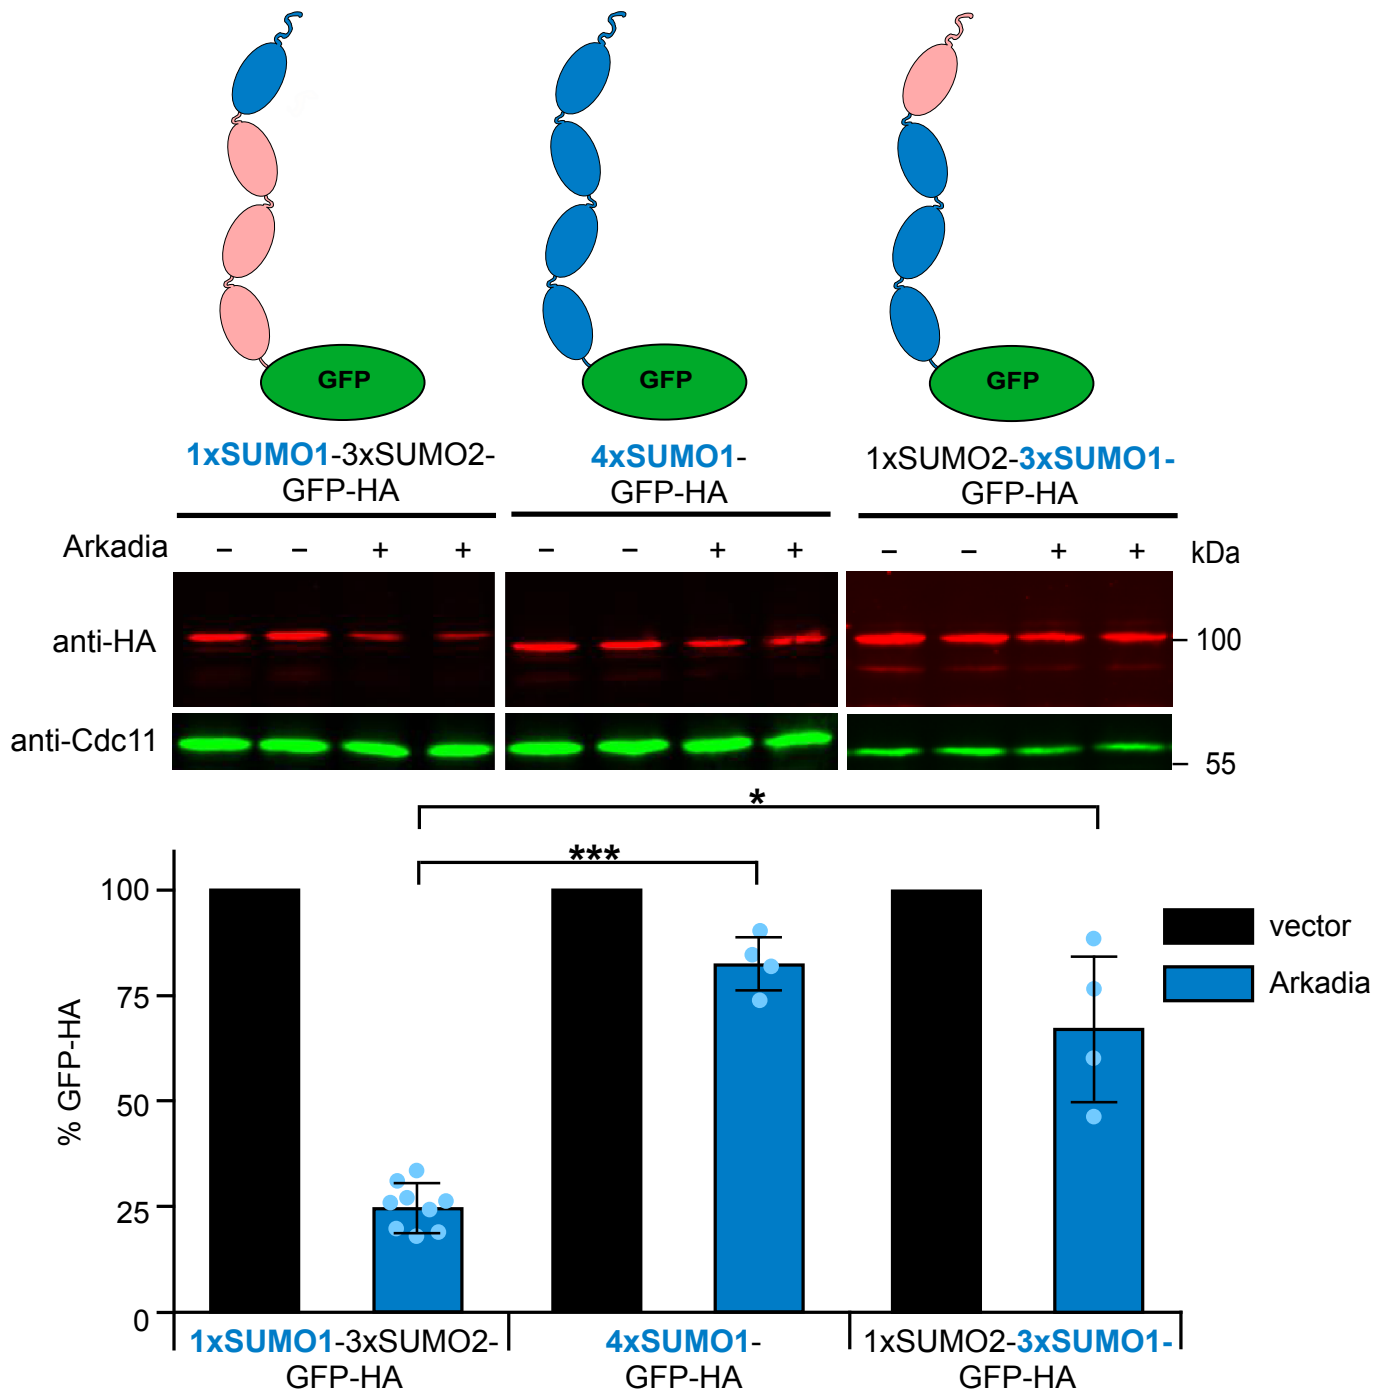 GFP
GFP
GFP
1xSUMO1-3xSUMO2-
GFP-HA
4xSUMO1-
GFP-HA
1xSUMO2-3xSUMO1-
GFP-HA
Arkadia
– – + +
– – + +
– – + +
kDa
anti-HA
100
anti-Cdc11
55
*
***
% GFP-HA
100
75
50
25
0
vector
Arkadia
1xSUMO1-3xSUMO2-
GFP-HA
4xSUMO1-
GFP-HA
1xSUMO2-3xSUMO1-
GFP-HA